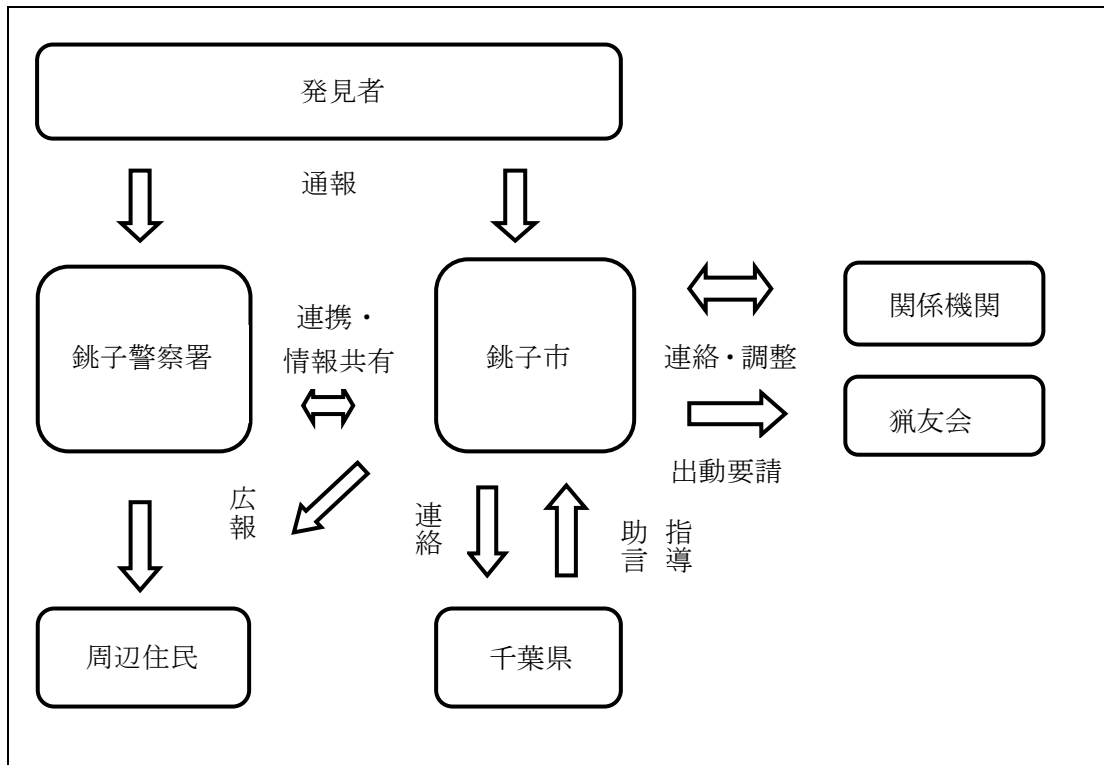 発見者
通報
銚子警察署
連携・
情報共有
銚子市
連絡・調整
関係機関
猟友会
出動要請
広報
連絡
指導
助言
周辺住民
千葉県